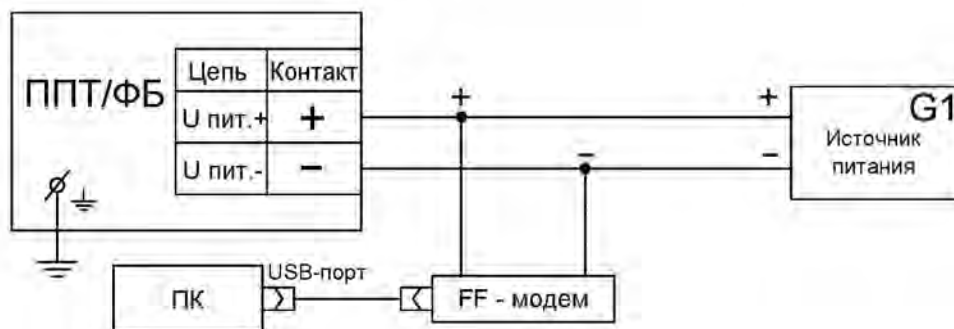 ППТ/ФБ
Цепь Контакт
U пит.+ +
U пит.- −
+ +
− −
G1
Источник
питания
USB-порт
ПК
FF - модем